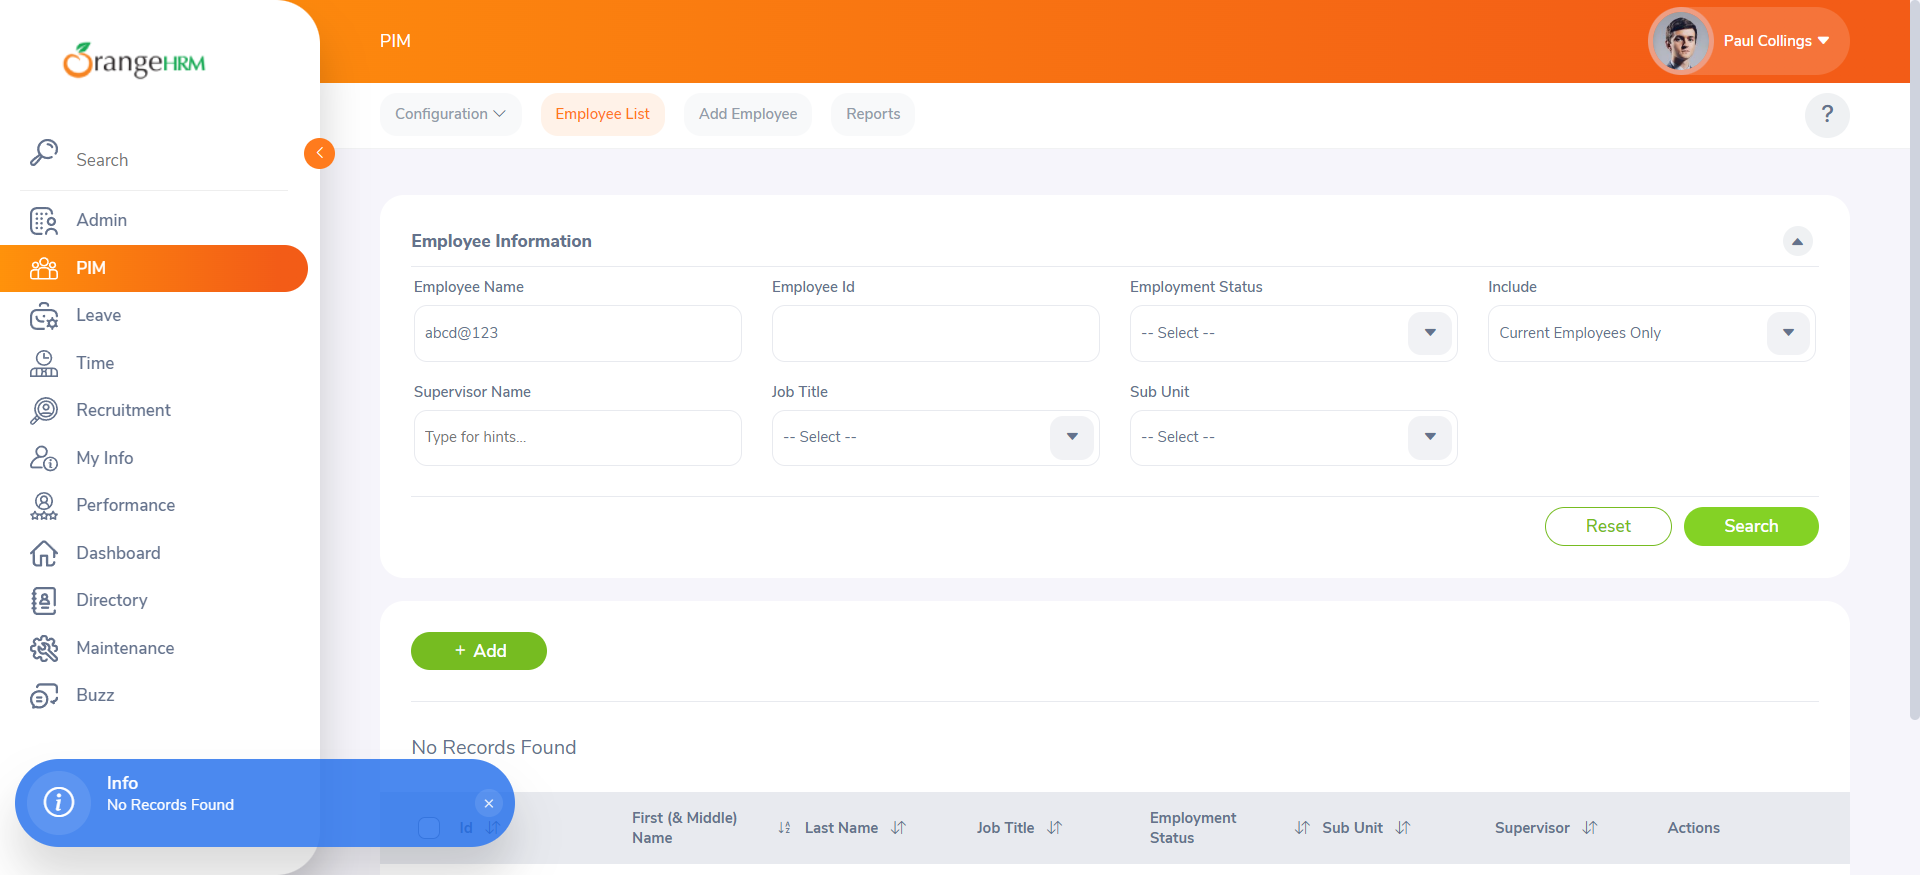 OrangeHRM
PIM
Paul Collings
Configuration
Employee List
Add Employee
Reports
?
Search
Admin
PIM
Leave
Time
Recruitment
My Info
Performance
Dashboard
Directory
Maintenance
Buzz
Employee Information
Employee Name
Employee Id
Employment Status
Include
abcd@123
-- Select --
Current Employees Only
Supervisor Name
Job Title
Sub Unit
Type for hints...
-- Select --
-- Select --
Reset
Search
+ Add
No Records Found
Info
No Records Found
Id
First (& Middle)
Name
Last Name
Job Title
Employment
Status
Sub Unit
Supervisor
Actions